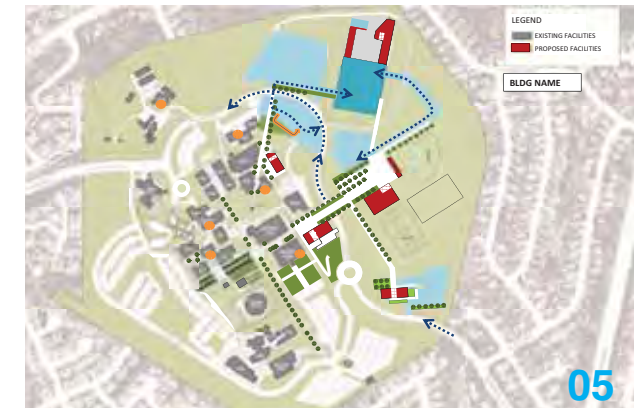 LEGEND
EXISTING FACILITIES
PROPOSED FACILITIES
BLDG NAME
05